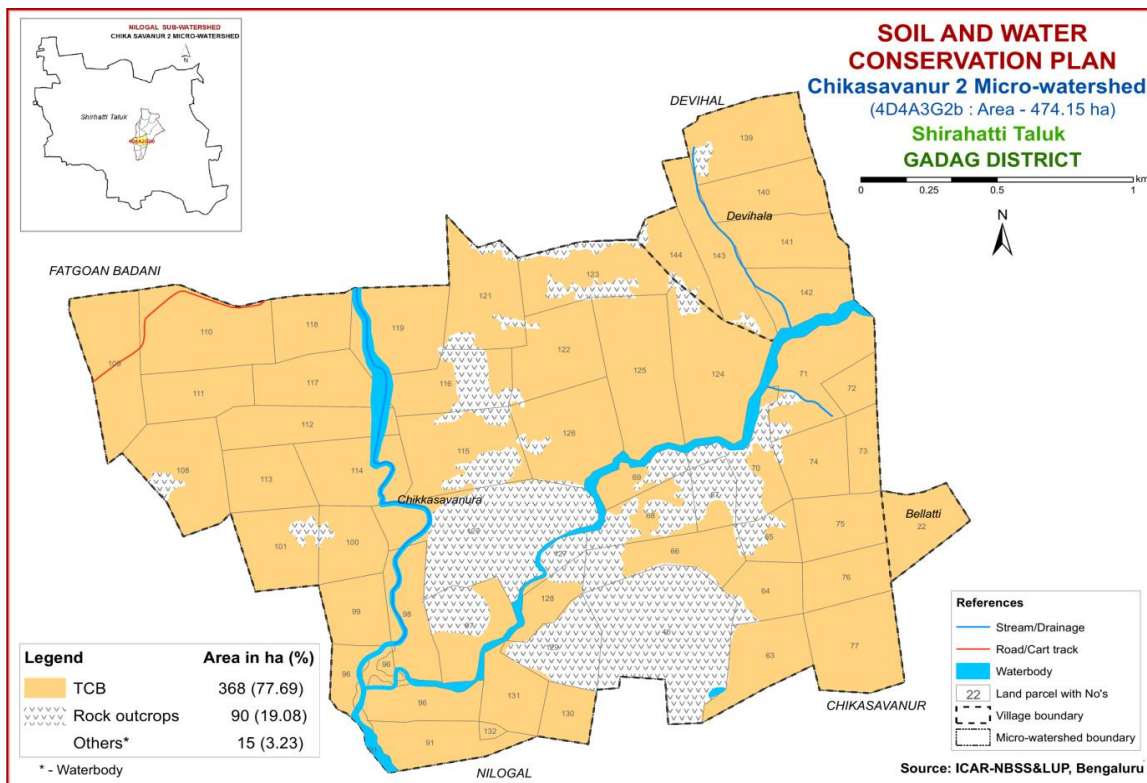 NILOGAL SUB-WATERSHED
CHIKA SAVANUR 2 MICRO-WATERSHED
N
Shirhatti Taluk
SOIL AND WATER
CONSERVATION PLAN
Chikasavanur 2 Micro-watershed
(4D4A3G2b : Area - 474.15 ha)
Shirahatti Taluk
GADAG DISTRICT
0 0.25 0.5 1
km
N
DEVIHAL
139
140
Devihala
141
144
143
142
FATGOAN BADANI
123
121
110
118
119
122
125
124
71
72
116
117
111
112
126
115
114
113
108
70
74
73
69
68
67
Chikkasavanura
Bellatti
22
101
100
127
65
75
66
76
64
99
98
128
77
63
129
96
96
96
131
130
132
91
CHIKASAVANUR
NILOGAL
Legend Area in ha (%)
TCB 368 (77.69)
Rock outcrops 90 (19.08)
Others* 15 (3.23)
* - Waterbody
References
Stream/Drainage
Road/Cart track
Waterbody
22 Land parcel with No's
Village boundary
Micro-watershed boundary
Source: ICAR-NBSS&LUP, Bengaluru